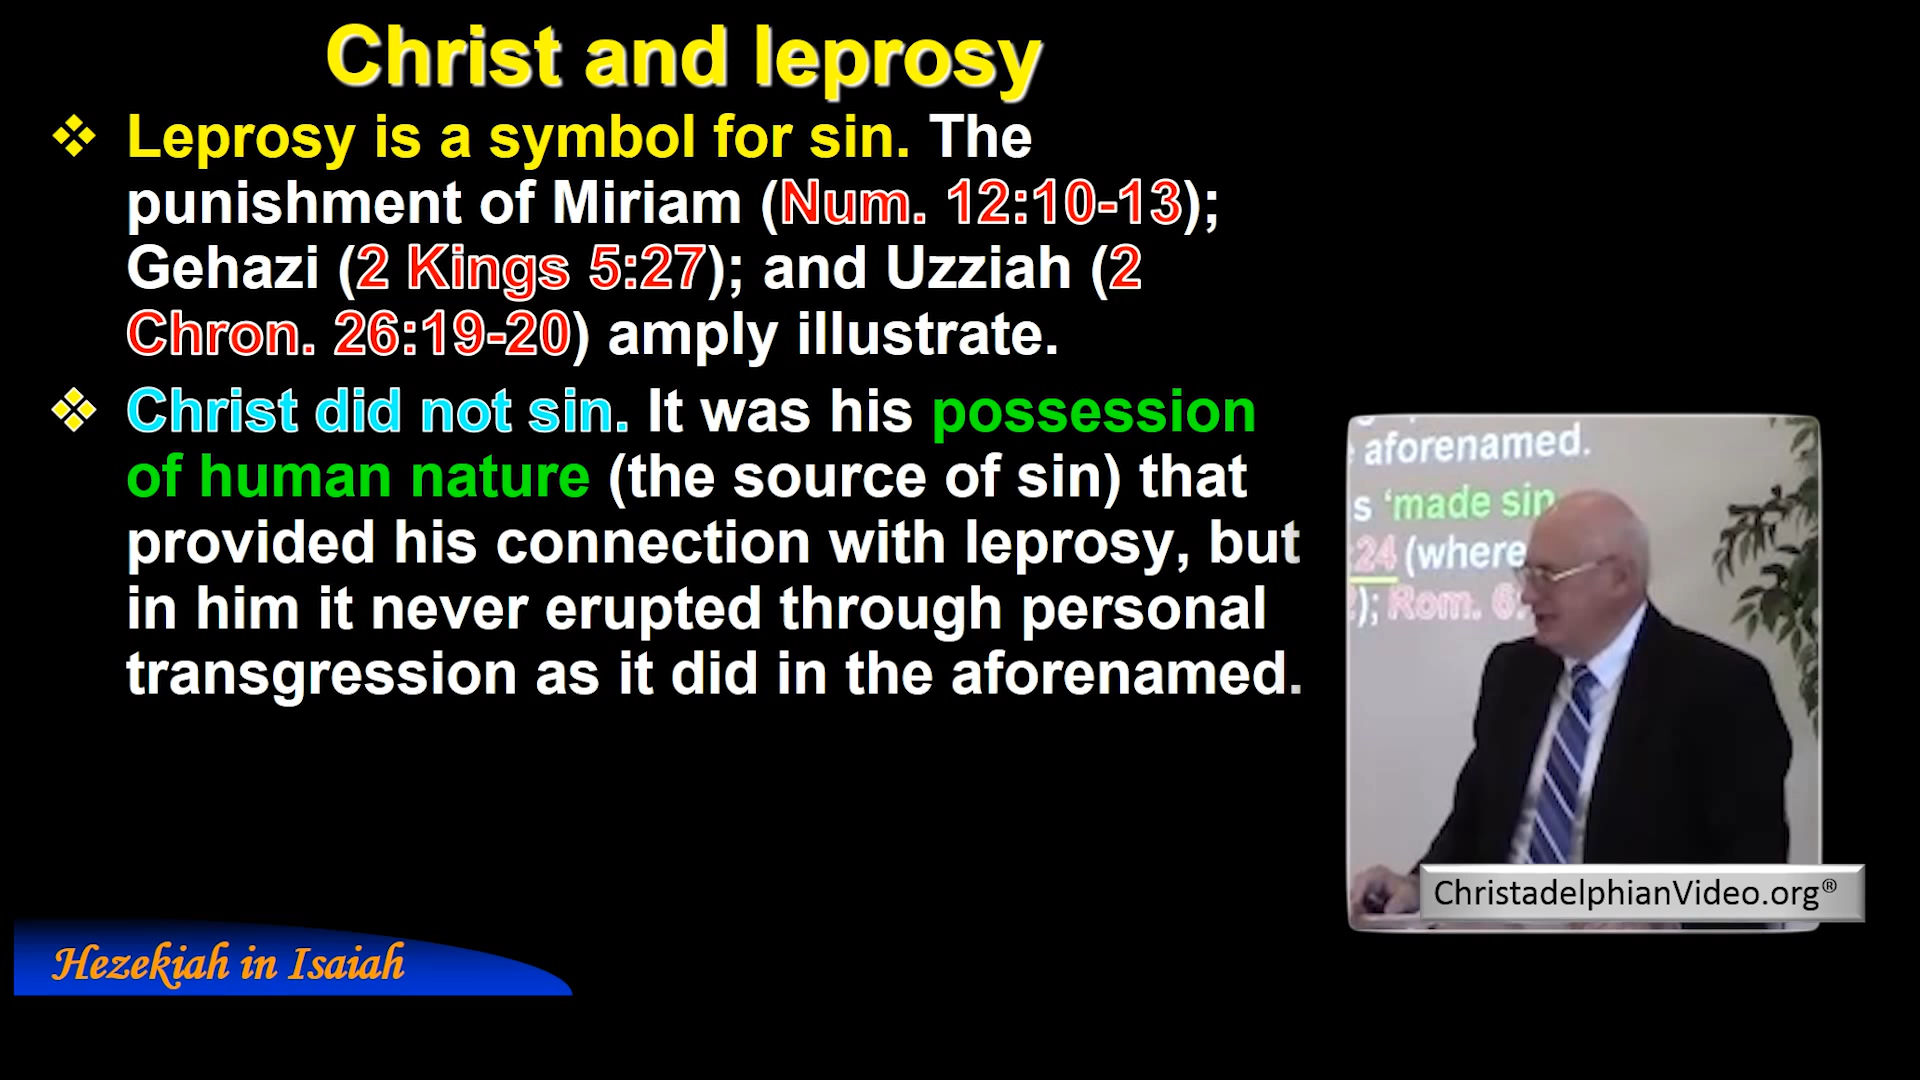 Christ and leprosy
Leprosy is a symbol for sin. The
punishment of Miriam (Num. 12:10-13);
Gehazi (2 Kings 5:27); and Uzziah (2
Chron. 26:19-20) amply illustrate.
Christ did not sin. It was his possession
of human nature (the source of sin) that
provided his connection with leprosy, but
in him it never erupted through personal
transgression as it did in the aforenamed.
aforenamed.
s 'made sin
:24 (where
); Rom. 6
ChristadelphianVideo.org®
Hezekiah in Isaiah